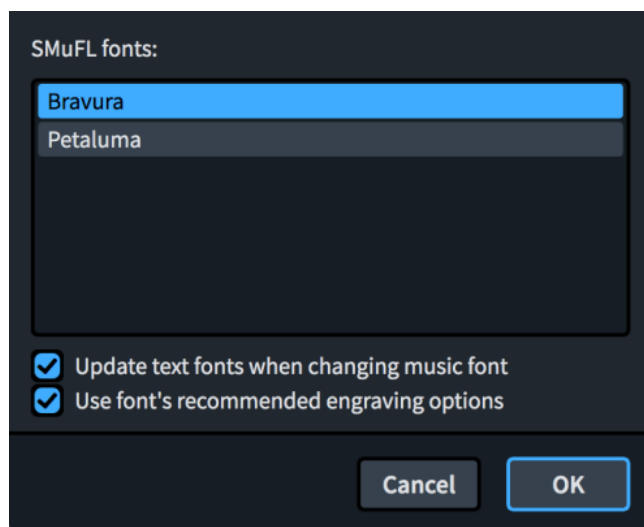 SMuFL fonts:
Bravura
Petaluma
Update text fonts when changing music font
Use font's recommended engraving options
Cancel OK